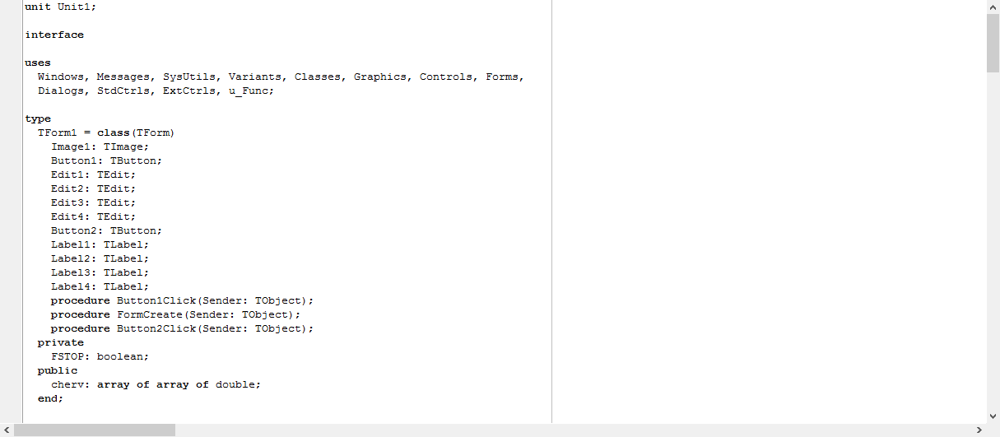 unit Unit1;
interface
uses
Windows, Messages, SysUtils, Variants, Classes, Graphics, Controls, Forms,
Dialogs, StdCtrls, ExtCtrls, u_Func;
type
TForm1 = class(TForm)
Image1: TImage;
Button1: TButton;
Edit1: TEdit;
Edit2: TEdit;
Edit3: TEdit;
Edit4: TEdit;
Button2: TButton;
Label1: TLabel;
Label2: TLabel;
Label3: TLabel;
Label4: TLabel;
procedure Button1Click(Sender: TObject);
procedure FormCreate(Sender: TObject);
procedure Button2Click(Sender: TObject);
private
FSTOP: boolean;
public
cherv: array of array of double;
end;